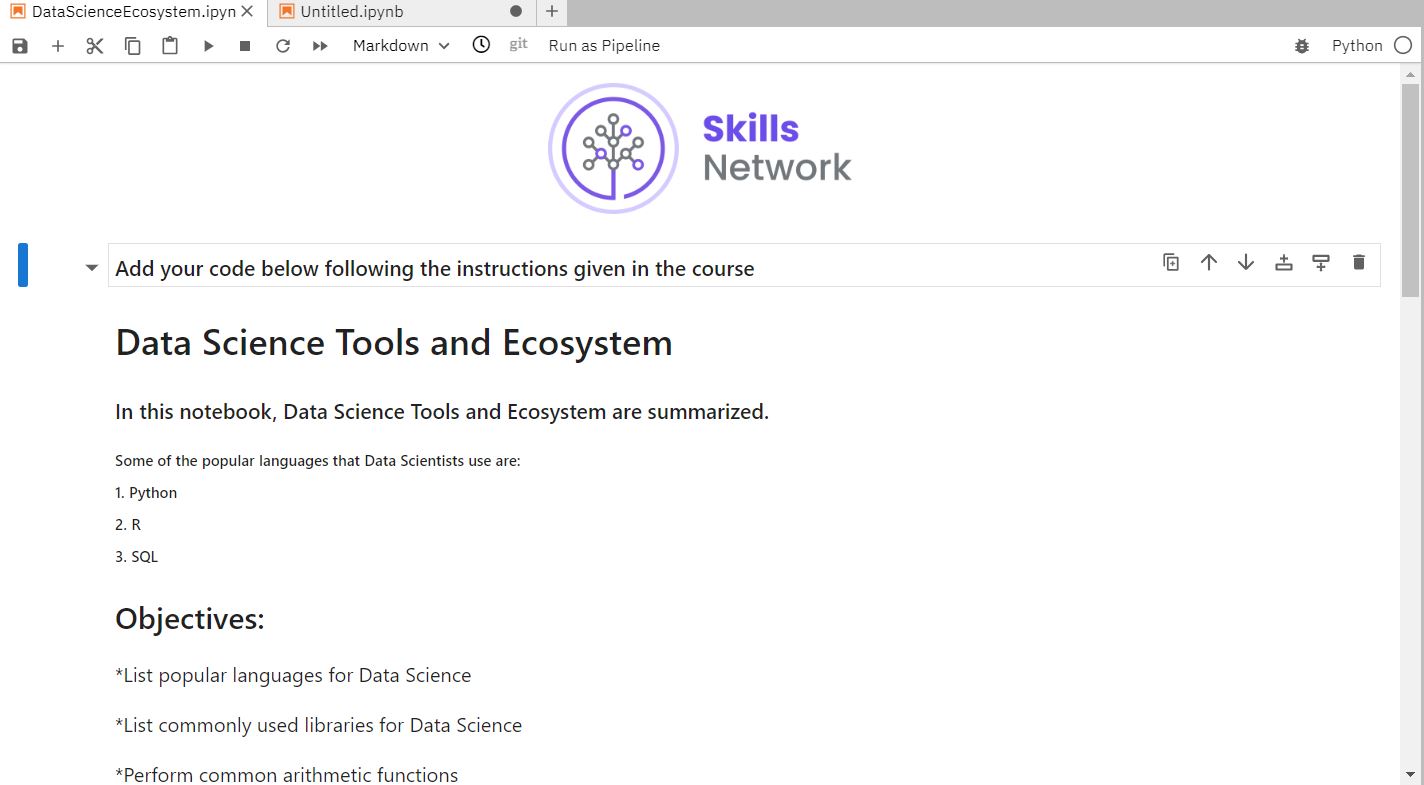 DataScienceEcosystem.ipyn
Untitled.ipynb
Markdown
git
Run as Pipeline
Python
Skills
Network
Add your code below following the instructions given in the course
Data Science Tools and Ecosystem
In this notebook, Data Science Tools and Ecosystem are summarized.
Some of the popular languages that Data Scientists use are:
1. Python
2. R
3. SQL
Objectives:
*List popular languages for Data Science
*List commonly used libraries for Data Science
*Perform common arithmetic functions